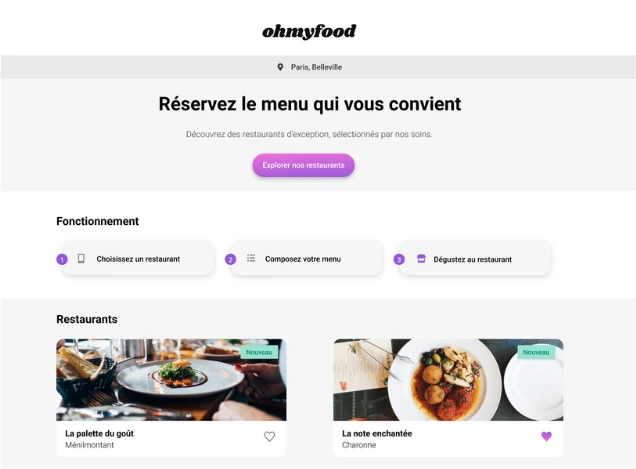 ohmyfood
Paris, Belleville
Réservez le menu qui vous convient
Découvrez des restaurants d'exception, sélectionnés par nos soins.
Explorer nos restaurants
Fonctionnement
1 Choisissez un restaurant
2 Composez votre menu
3 Dégustez au restaurant
Restaurants
Nouveau
Nouveau
La palette du goût
Ménilmontant
La note enchantée
Charonne